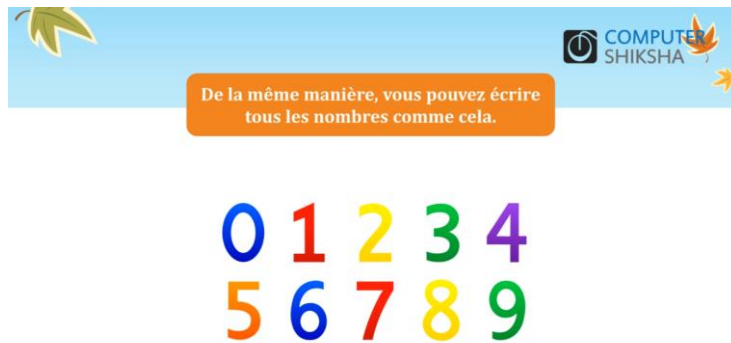 COMPUTER
SHIKSHA
De la même manière, vous pouvez écrire
tous les nombres comme cela.
0 1 2 3 4
5 6 7 8 9